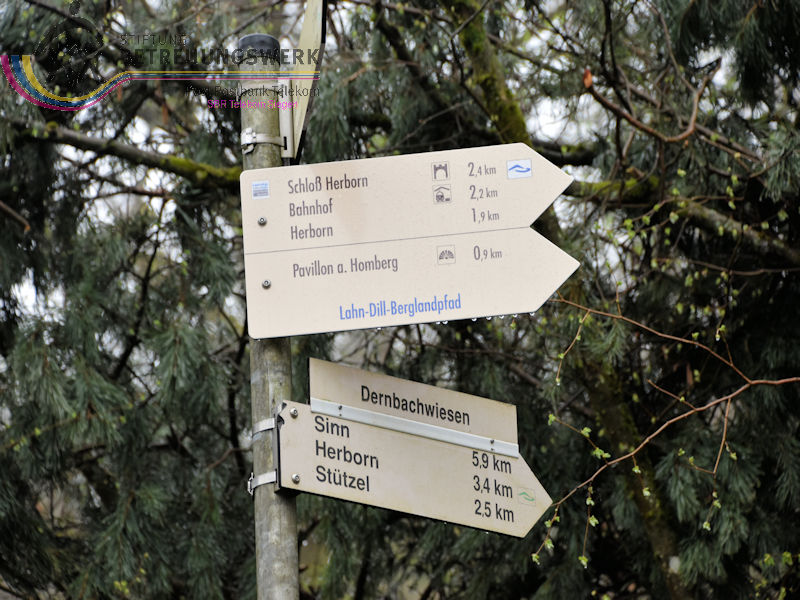 STIFTUNG
BETREUUNGSWERK
Post Postbank Telekom
Schloß Herborn 2,4 km
Bahnhof 2,2 km
Herborn 1,9 km
Pavillon a. Homberg 0,9 km
Lahn-Dill-Berglandpfad
Dernbachwiesen
Sinn 5,9 km
Herborn 3,4 km
Stützel 2,5 km